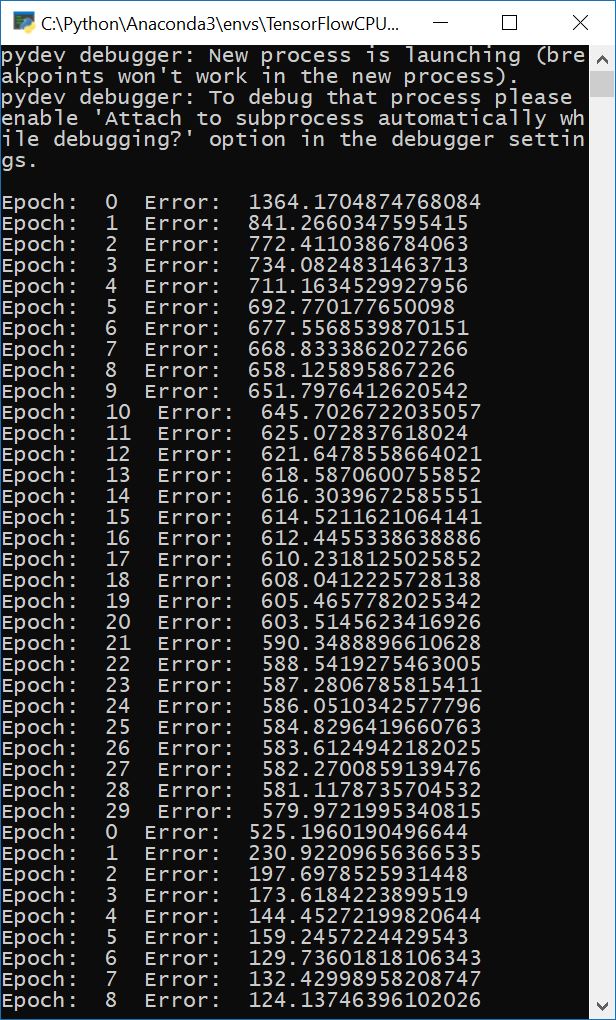 C:\Python\Anaconda3\envs\TensorFlowCPU...
pydev debugger: New process is launching (bre
akpoints won't work in the new process).
pydev debugger: To debug that process please
enable 'Attach to subprocess automatically wh
ile debugging?' option in the debugger settin
gs.
Epoch:  0  Error:  1364.1704874768084
Epoch:  1  Error:  841.2660347595415
Epoch:  2  Error:  772.4110386784063
Epoch:  3  Error:  734.0824831463713
Epoch:  4  Error:  711.1634529927956
Epoch:  5  Error:  692.770177650098
Epoch:  6  Error:  677.5568539870151
Epoch:  7  Error:  668.8333862027266
Epoch:  8  Error:  658.125895867226
Epoch:  9  Error:  651.7976412620542
Epoch:  10  Error:  645.7026722035057
Epoch:  11  Error:  625.072837618024
Epoch:  12  Error:  621.6478558664021
Epoch:  13  Error:  618.5870600755852
Epoch:  14  Error:  616.3039672585551
Epoch:  15  Error:  614.5211621064141
Epoch:  16  Error:  612.4455338638886
Epoch:  17  Error:  610.2318125025852
Epoch:  18  Error:  608.0412225728138
Epoch:  19  Error:  605.4657782025342
Epoch:  20  Error:  603.5145623416926
Epoch:  21  Error:  590.3488896610628
Epoch:  22  Error:  588.5419275463005
Epoch:  23  Error:  587.2806785815411
Epoch:  24  Error:  586.0510342577796
Epoch:  25  Error:  584.8296419660763
Epoch:  26  Error:  583.6124942182025
Epoch:  27  Error:  582.2700859139476
Epoch:  28  Error:  581.1178735704532
Epoch:  29  Error:  579.9721995340815
Epoch:  0  Error:  525.1960190496644
Epoch:  1  Error:  230.92209656366535
Epoch:  2  Error:  197.6978525931448
Epoch:  3  Error:  173.6184223899519
Epoch:  4  Error:  144.45272199820644
Epoch:  5  Error:  159.2457224429543
Epoch:  6  Error:  129.73601818106343
Epoch:  7  Error:  132.42998958208747
Epoch:  8  Error:  124.13746396102026